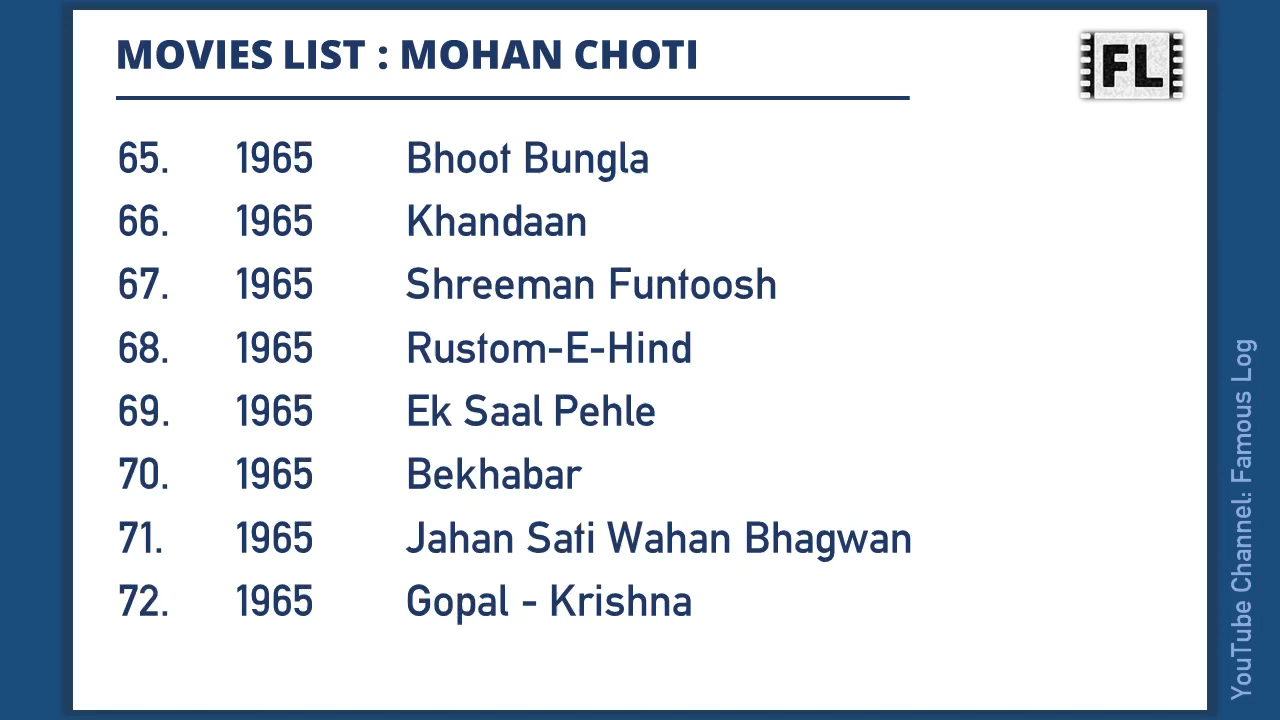 MOVIES LIST : MOHAN CHOTI
FL
65. 1965 Bhoot Bungla
66. 1965 Khandaan
67. 1965 Shreeman Funtoosh
68. 1965 Rustom-E-Hind
69. 1965 Ek Saal Pehle
70. 1965 Bekhabar
71. 1965 Jahan Sati Wahan Bhagwan
72. 1965 Gopal - Krishna
YouTube Channel: Famous Log